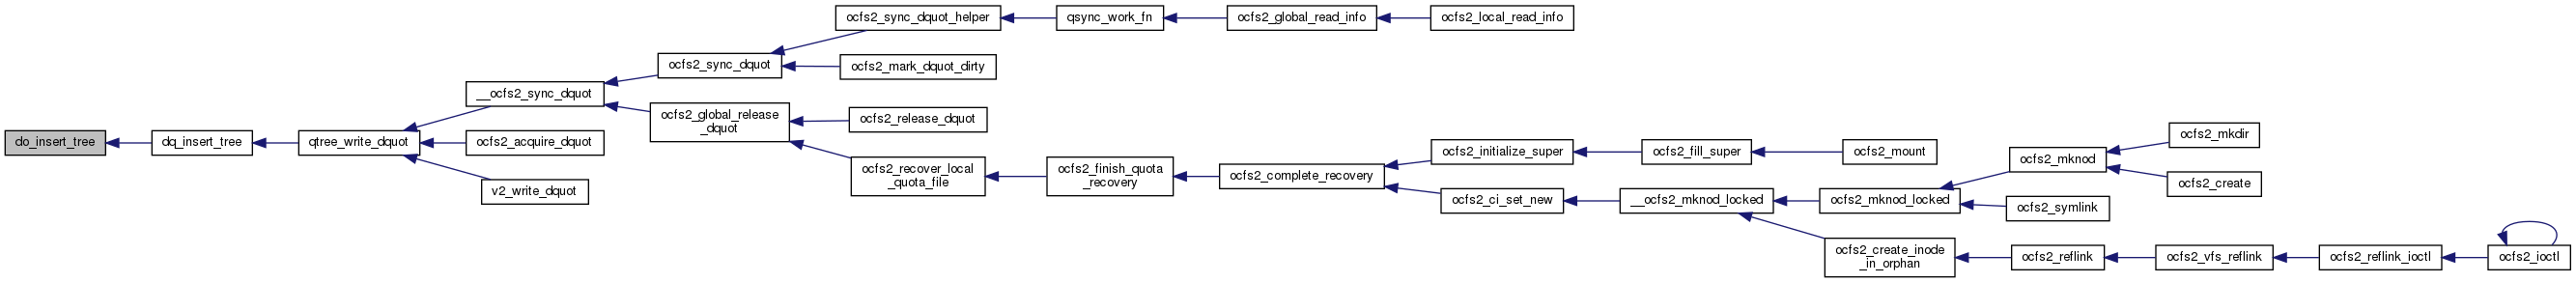 do_insert_tree
dq_insert_tree
qtree_write_dquot
__ocfs2_sync_dquot
ocfs2_acquire_dquot
v2_write_dquot
ocfs2_sync_dquot
ocfs2_global_release
_dquot
ocfs2_sync_dquot_helper
ocfs2_mark_dquot_dirty
ocfs2_release_dquot
ocfs2_recover_local
_quota_file
qsync_work_fn
ocfs2_global_read_info
ocfs2_local_read_info
ocfs2_finish_quota
_recovery
ocfs2_complete_recovery
ocfs2_initialize_super
ocfs2_fill_super
ocfs2_mount
ocfs2_ci_set_new
__ocfs2_mknod_locked
ocfs2_mknod_locked
ocfs2_mknod
ocfs2_mkdir
ocfs2_create
ocfs2_symlink
ocfs2_create_inode
_in_orphan
ocfs2_reflink
ocfs2_vfs_reflink
ocfs2_reflink_ioctl
ocfs2_ioctl